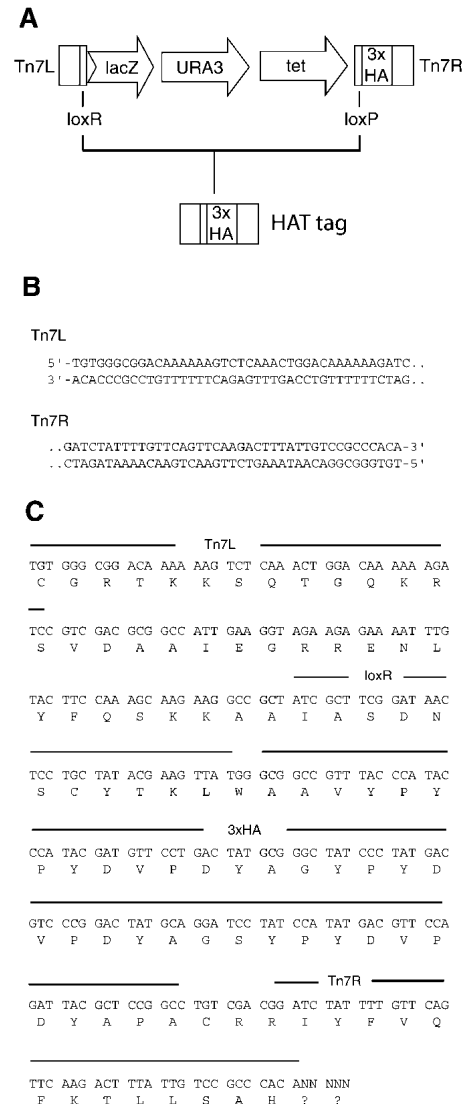 A
Tn7L lacZ URA3 tet 3x HA Tn7R
loxR loxP
3x HA HAT tag
B
Tn7L
5'-TGTGGGCGGACAAAAAAGTCTCAAACTGGACAAAAAAGATC..
3'-ACACCCGCCTGTTTTTTCAGAGTTTGACCTGTTTTTTCTAG..
Tn7R
..GATCTATTTTGTTCAGTTCAAGACTTTATTGTCCGCCCACA-3'
..CTAGATAAAACAAGTCAAGTTCTGAAATAACAGGCGGGTGT-5'
C
Tn7L
TGT GGG CGG ACA AAA AAG TCT CAA ACT GGA CAA AAA AGA
C G R T K K S Q T G Q K R
TCC GTC GAC GCG GCC ATT GAA GGT AGA AGA GAA AAT TTG
S V D A A I E G R R E N L
loxR
TAC TTC CAA AGC AAG AAG GCC GCT ATC GCT TCG GAT AAC
Y F Q S K K A A I A S D N
TCC TGC TAT ACG AAG TTA TGG GCG GCC GTT TAC CCA TAC
S C Y T K L W A A V Y P Y
3xHA
CCA TAC GAT GTT CCT GAC TAT GCG GGC TAT CCC TAT GAC
P Y D V P D Y A G Y P Y D
GTC CCG GAC TAT GCA GGA TCC TAT CCA TAT GAC GTT CCA
V P D Y A G S Y P Y D V P
Tn7R
GAT TAC GCT CCG GCC TGT CGA CGG ATC TAT TTT GTT CAG
D Y A P A C R R I Y F V Q
TTC AAG ACT TTA TTG TCC GCC CAC ANN NNN
F K T L L S A H ? ?